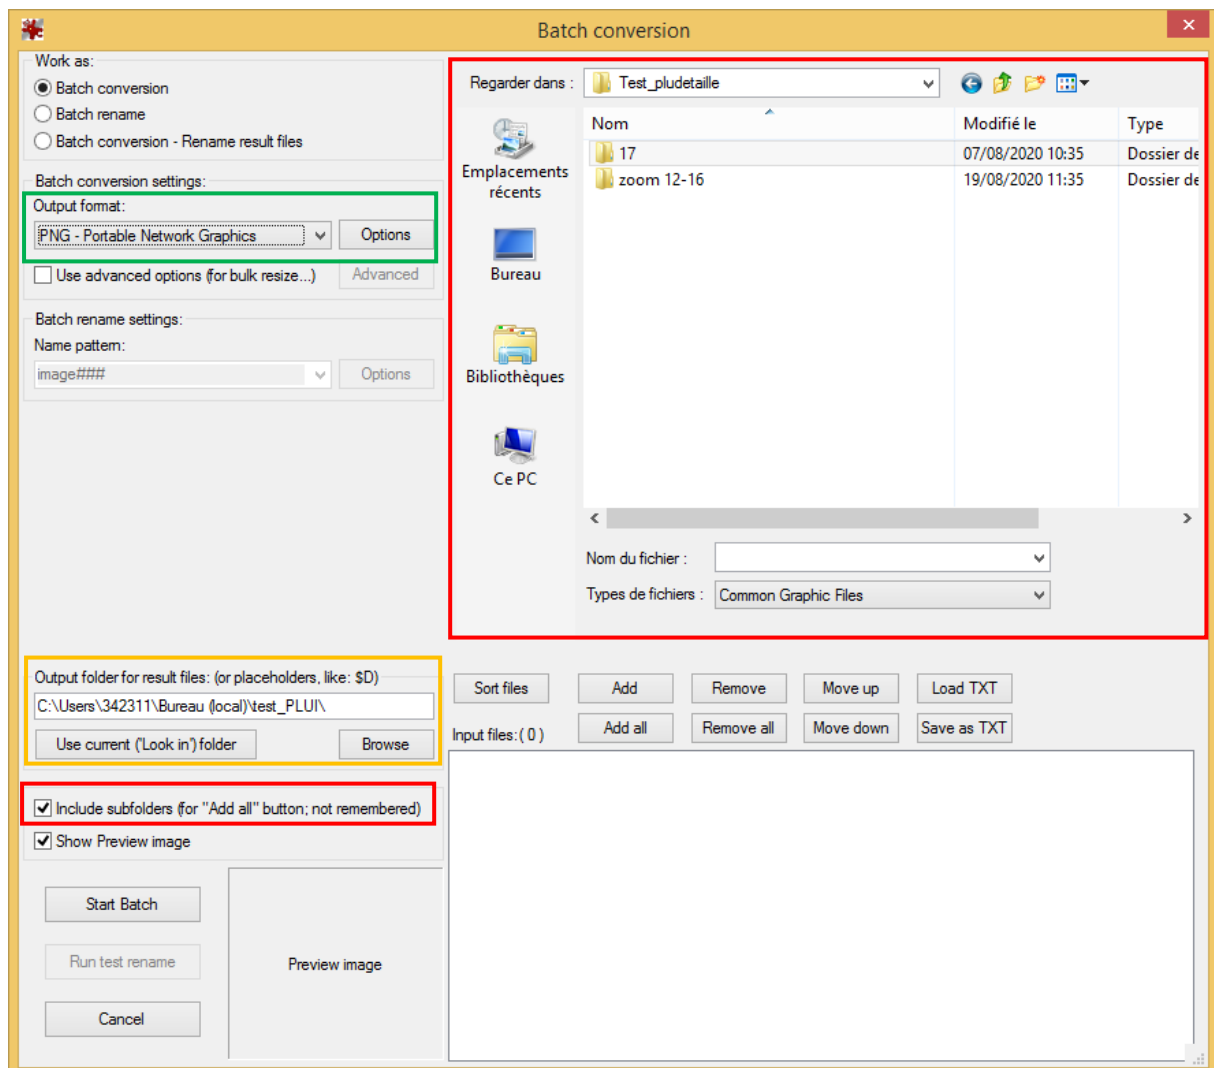 Batch conversion
Work as:
Batch conversion
Batch rename
Batch conversion - Rename result files
Batch conversion settings:
Output format:
PNG - Portable Network Graphics
Options
Use advanced options (for bulk resize...)
Advanced
Batch rename settings:
Name pattern:
image###
Options
Regarder dans :
Test_pludetaille
Emplacements
récents
Bureau
Bibliothèques
Ce PC
Nom Modifié le Type
17 07/08/2020 10:35 Dossier de
zoom 12-16 19/08/2020 11:35 Dossier de
Nom du fichier :
Types de fichiers :
Common Graphic Files
Output folder for result files: (or placeholders, like: $D)
C:\Users\342311\Bureau (local)\test_PLUI\
Use current ('Look in') folder
Browse
Sort files Add Remove Move up Load TXT
Input files: ( 0 ) Add all Remove all Move down Save as TXT
Include subfolders (for "Add all" button; not remembered)
Show Preview image
Start Batch
Run test rename
Cancel
Preview image